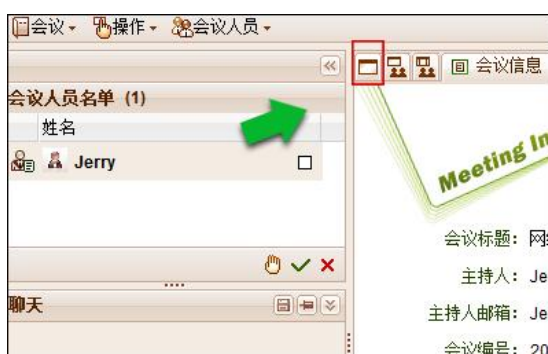 会议 操作 会议人员
会议信息
会议人员名单 (1)
姓名
Jerry
Meeting In
会议标题: 网
主持人: Je
主持人邮箱: Je
会议编号: 20
聊天